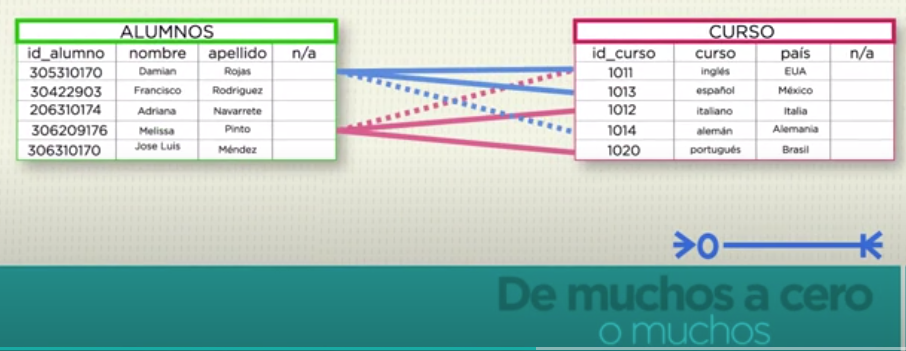 ALUMNOS
id_alumno nombre apellido n/a
305310170 Damian Rojas
30422903 Francisco Rodriguez
206310174 Adriana Navarrete
306209176 Melissa Pinto
306310170 Jose Luis Méndez
CURSO
id_curso curso país n/a
1011 inglés EUA
1013 español México
1012 italiano Italia
1014 alemán Alemania
1020 portugués Brasil
De muchos a cero
o muchos